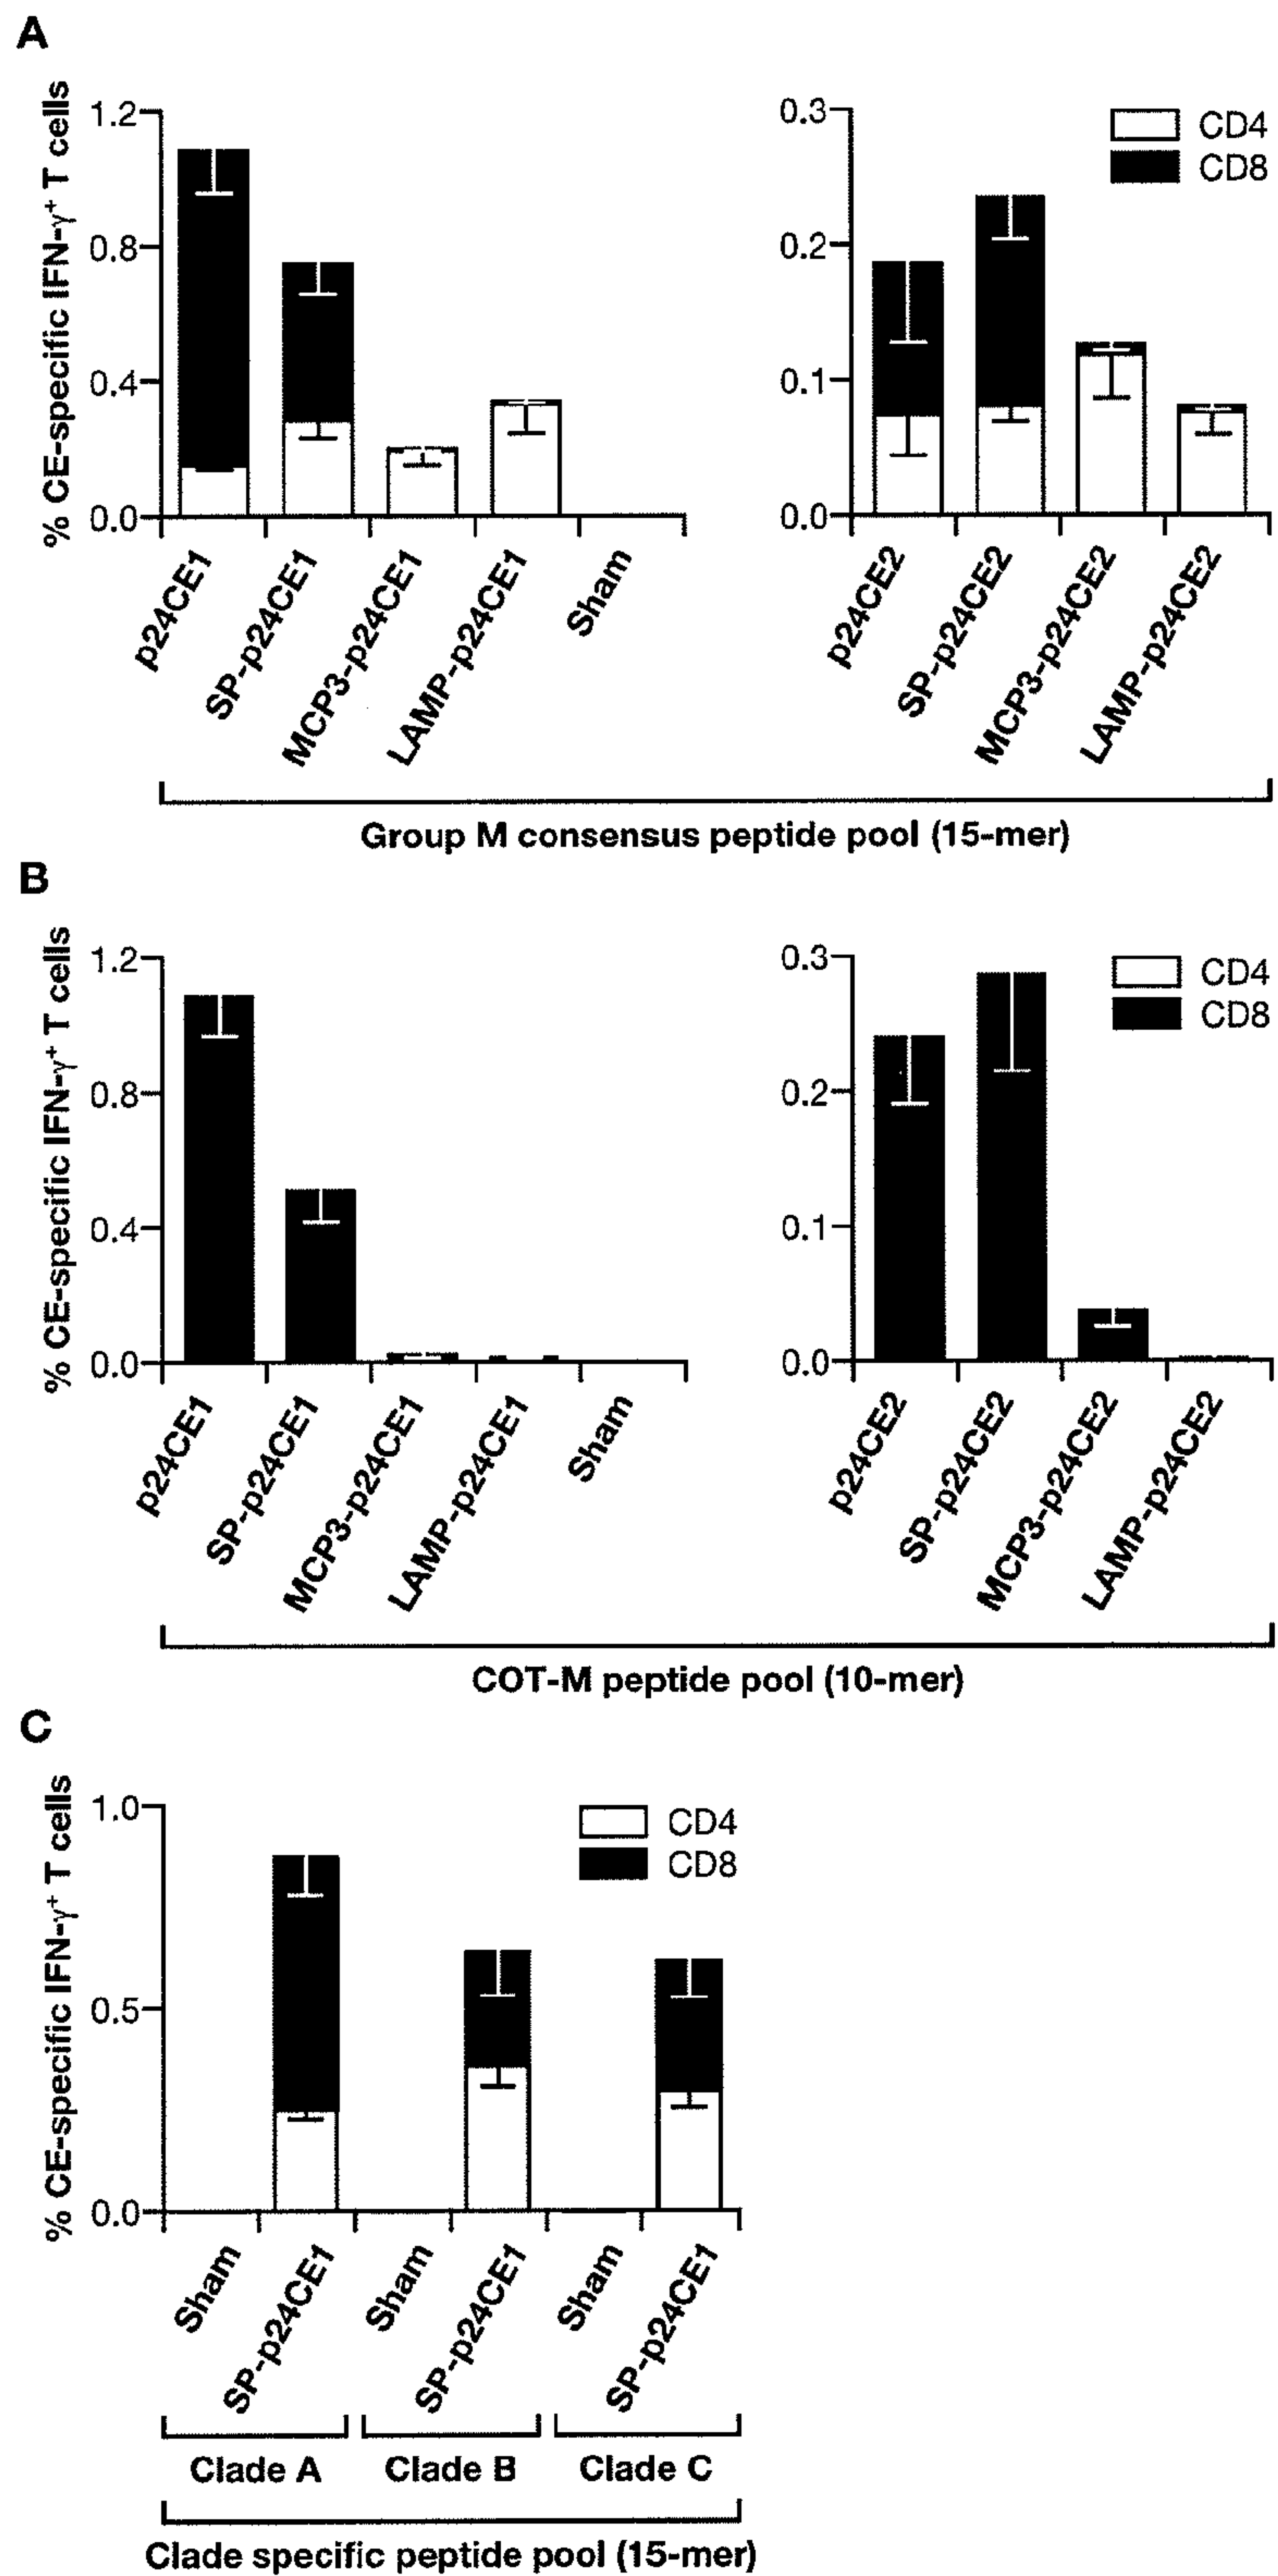 A
% CE-specific IFN-γ+ T cells
1.2
0.8
0.4
0.0
p24CE1
SP-p24CE1
MCP3-p24CE1
LAMP-p24CE1
Sham
0.3
0.2
0.1
0.0
CD4
CD8
p24CE2
SP-p24CE2
MCP3-p24CE2
LAMP-p24CE2
Group M consensus peptide pool (15-mer)
B
% CE-specific IFN-γ+ T cells
1.2
0.8
0.4
0.0
p24CE1
SP-p24CE1
MCP3-p24CE1
LAMP-p24CE1
Sham
0.3
0.2
0.1
0.0
CD4
CD8
p24CE2
SP-p24CE2
MCP3-p24CE2
LAMP-p24CE2
COT-M peptide pool (10-mer)
C
% CE-specific IFN-γ+ T cells
1.0
0.5
0.0
CD4
CD8
Sham
SP-p24CE1
Sham
SP-p24CE1
Sham
SP-p24CE1
Clade A
Clade B
Clade C
Clade specific peptide pool (15-mer)